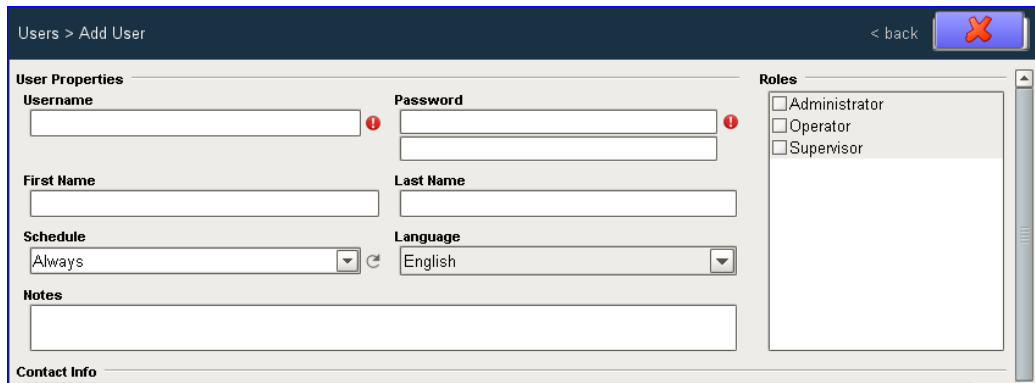 Users > Add User
< back
User Properties
Roles
Username
Password
Administrator
Operator
Supervisor
First Name
Last Name
Schedule
Language
Always
English
Notes
Contact Info